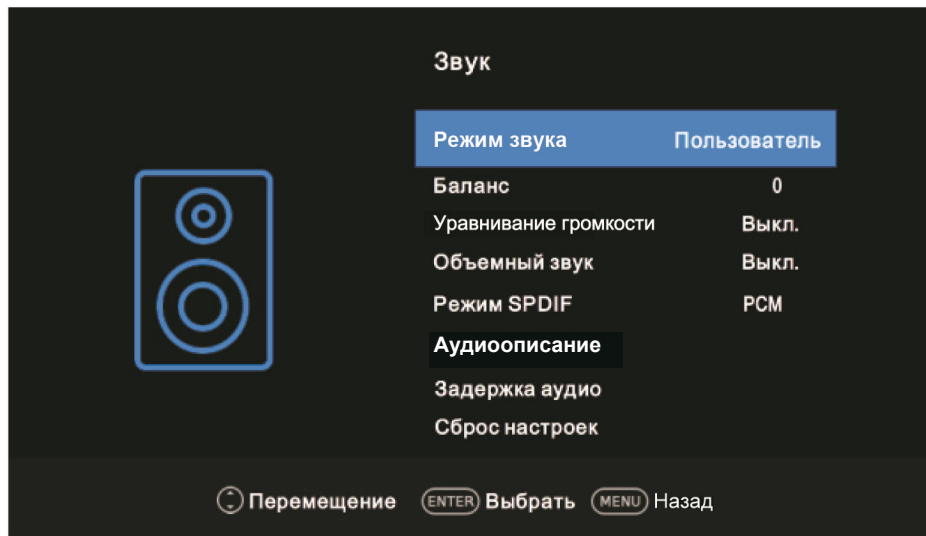 Звук
Режим звука Пользователь
Баланс 0
Уравнивание громкости Выкл.
Объемный звук Выкл.
Режим SPDIF PCM
Аудиоописание
Задержка аудио
Сброс настроек
Перемещение ENTER Выбрать MENU Назад